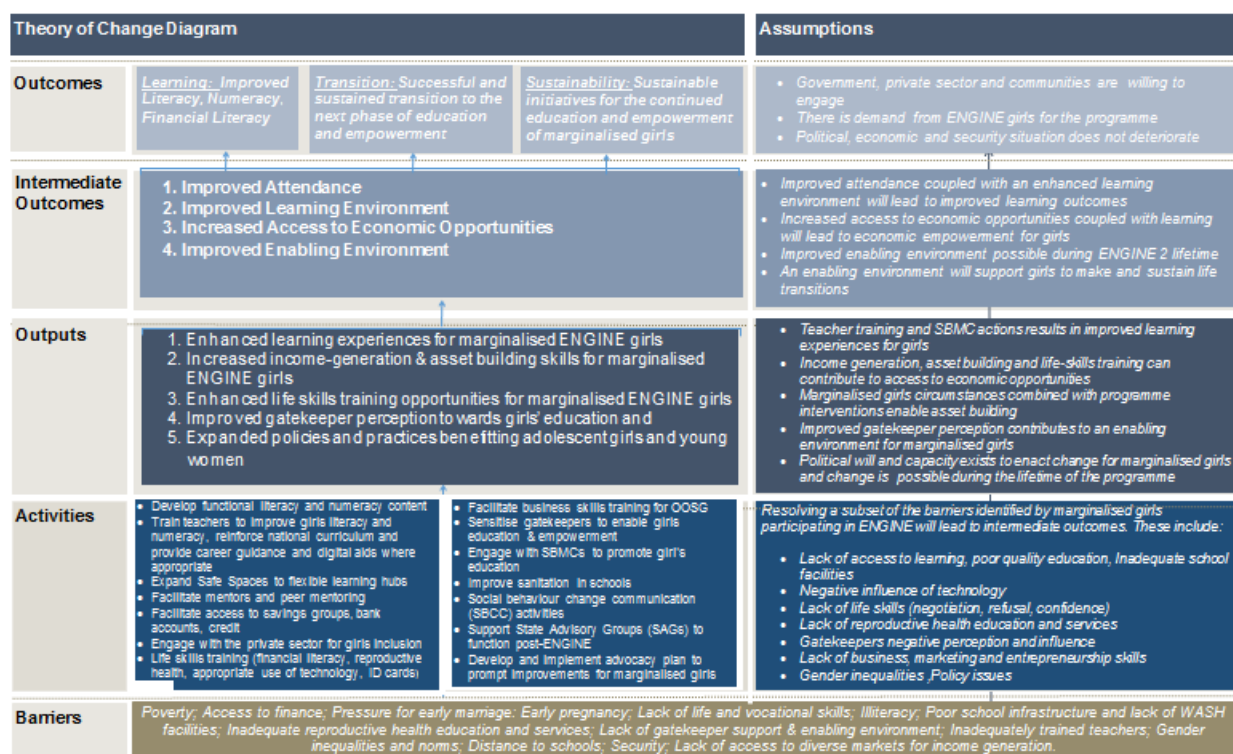 Theory of Change Diagram
Assumptions
Outcomes
Learning: Improved
Literacy, Numeracy,
Financial Literacy
Transition: Successful and
sustained transition to the
next phase of education
and empowerment
Sustainability: Sustainable
initiatives for the continued
education and empowerment
of marginalised girls
• Government, private sector and communities are willing to
engage
• There is demand from ENGINE girls for the programme
• Political, economic and security situation does not deteriorate
Intermediate
Outcomes
1. Improved Attendance
2. Improved Learning Environment
3. Increased Access to Economic Opportunities
4. Improved Enabling Environment
• Improved attendance coupled with an enhanced learning
environment will lead to improved learning outcomes
• Increased access to economic opportunities coupled with learning
will lead to economic empowerment for girls
• Improved enabling environment possible during ENGINE 2 lifetime
• An enabling environment will support girls to make and sustain life
transitions
Outputs
1. Enhanced learning experiences for marginalised ENGINE girls
2. Increased income-generation & asset building skills for marginalised
ENGINE girls
3. Enhanced life skills training opportunities for marginalised ENGINE girls
4. Improved gatekeeper perception to wards girls' education and
5. Expanded policies and practices benefitting adolescent girls and young
women
• Teacher training and SBMC actions results in improved learning
experiences for girls
• Income generation, asset building and life-skills training can
contribute to access to economic opportunities
• Marginalised girls circumstances combined with programme
interventions enable asset building
• Improved gatekeeper perception contributes to an enabling
environment for marginalised girls
• Political will and capacity exists to enact change for marginalised girls
and change is possible during the lifetime of the programme
Activities
• Develop functional literacy and numeracy content
• Train teachers to improve girls literacy and
numeracy, reinforce national curriculum and
provide career guidance and digital aids where
appropriate
• Expand Safe Spaces to flexible learning hubs
• Facilitate mentors and peer mentoring
• Facilitate access to savings groups, bank
accounts, credit
• Engage with the private sector for girls inclusion
• Life skills training (financial literacy, reproductive
health, appropriate use of technology, ID cards)
• Facilitate business skills training for OOSG
• Sensitise gatekeepers to enable girls
education & empowerment
• Engage with SBMCs to promote girl's
education
• Improve sanitation in schools
• Social behaviour change communication
(SBCC) activities
• Support State Advisory Groups (SAGs) to
function post-ENGINE
• Develop and implement advocacy plan to
prompt improvements for marginalised girls
Resolving a subset of the barriers identified by marginalised girls
participating in ENGINE will lead to intermediate outcomes. These include:
• Lack of access to learning, poor quality education, Inadequate school
facilities
• Negative influence of technology
• Lack of life skills (negotiation, refusal, confidence)
• Lack of reproductive health education and services
• Gatekeepers negative perception and influence
• Lack of business, marketing and entrepreneurship skills
• Gender inequalities ,Policy issues
Barriers
Poverty; Access to finance; Pressure for early marriage: Early pregnancy; Lack of life and vocational skills; Illiteracy; Poor school infrastructure and lack of WASH
facilities; Inadequate reproductive health education and services; Lack of gatekeeper support & enabling environment; Inadequately trained teachers; Gender
inequalities and norms; Distance to schools; Security; Lack of access to diverse markets for income generation.